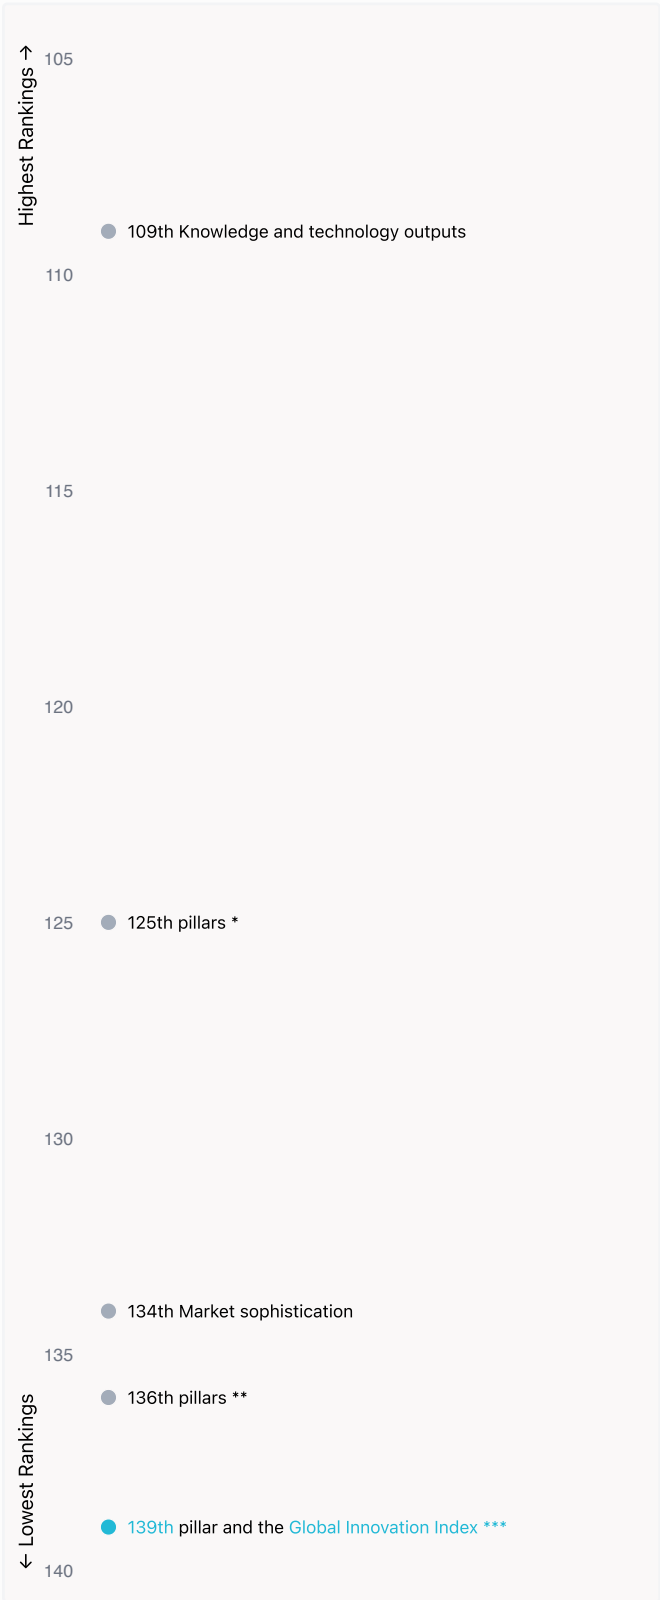 Highest Rankings →
105
109th Knowledge and technology outputs
110
115
120
125
125th pillars *
130
134th Market sophistication
135
136th pillars **
← Lowest Rankings
139th pillar and the Global Innovation Index ***
140